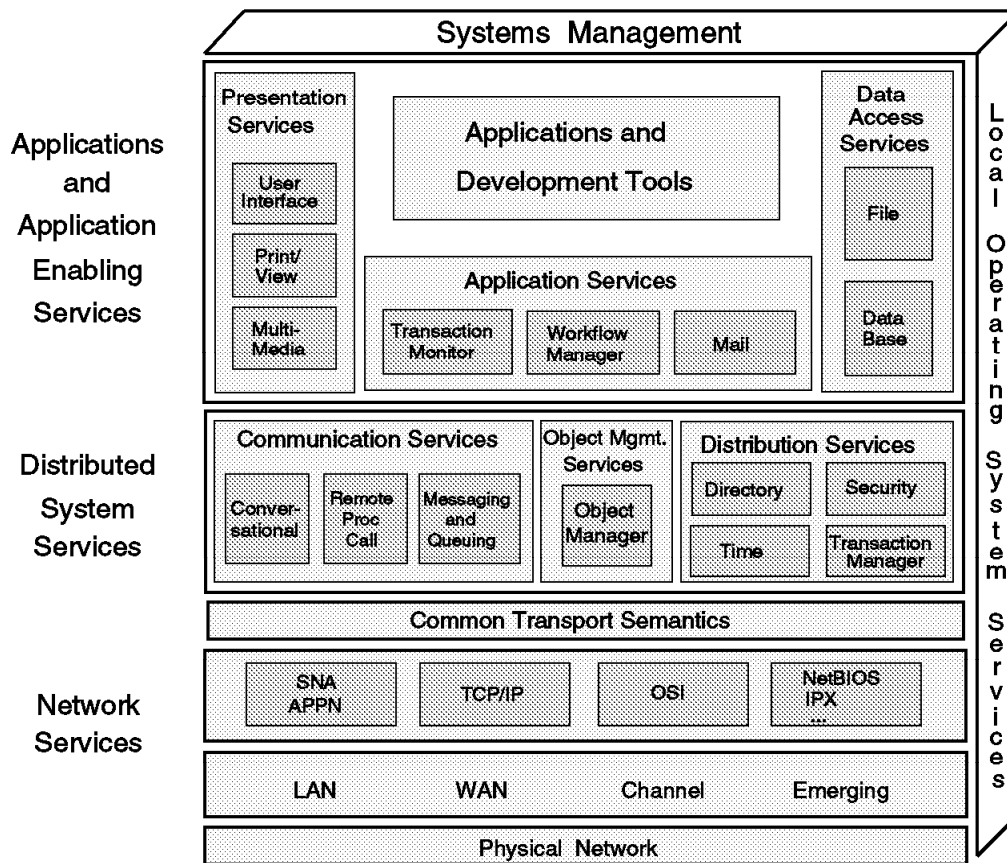 Systems Management
Applications
and
Application
Enabling
Services
Presentation
Services
User
Interface
Print/
View
Multi-
Media
Applications and
Development Tools
Application Services
Transaction
Monitor
Workflow
Manager
Mail
Data
Access
Services
File
Data
Base
Distributed
System
Services
Communication Services
Conver-
sational
Remote
Proc
Call
Messaging
and
Queuing
Object Mgmt.
Services
Object
Manager
Distribution Services
Directory
Security
Time
Transaction
Manager
Common Transport Semantics
Network
Services
SNA
APPN
TCP/IP
OSI
NetBIOS
IPX
...
LAN
WAN
Channel
Emerging
Physical Network
Local Operating System Services